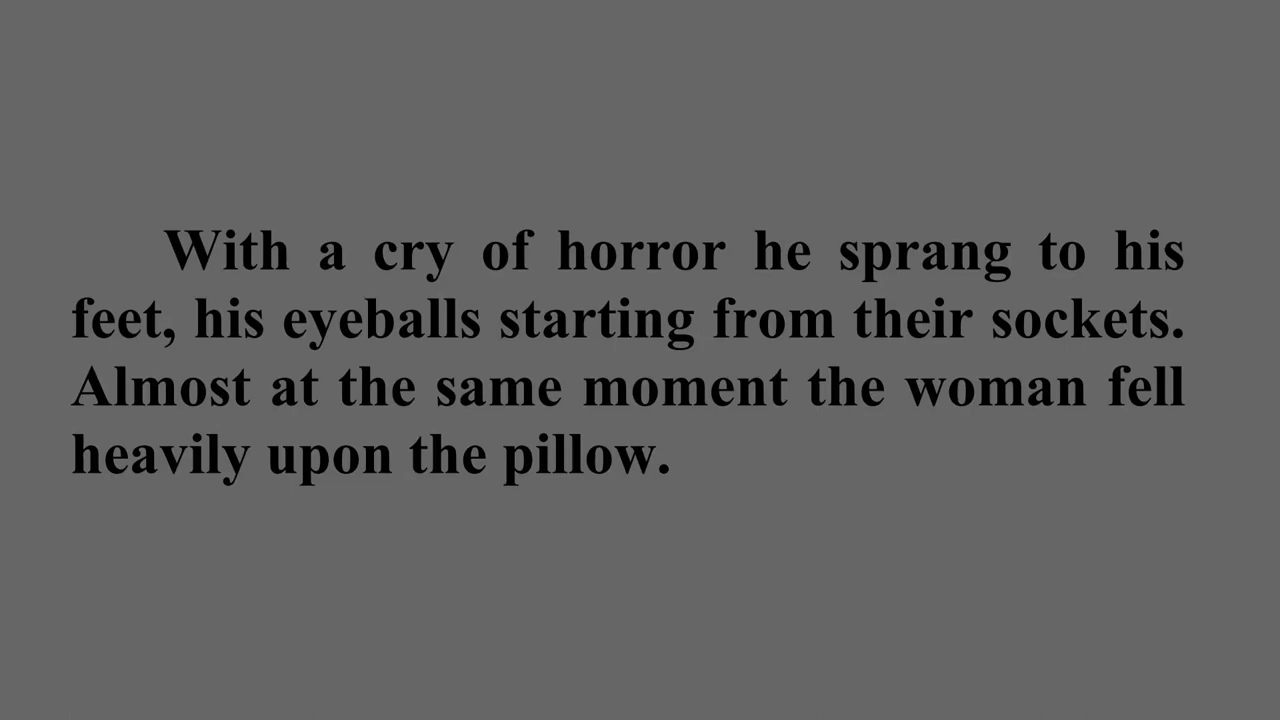 With a cry of horror he sprang to his
feet, his eyeballs starting from their sockets.
Almost at the same moment the woman fell
heavily upon the pillow.